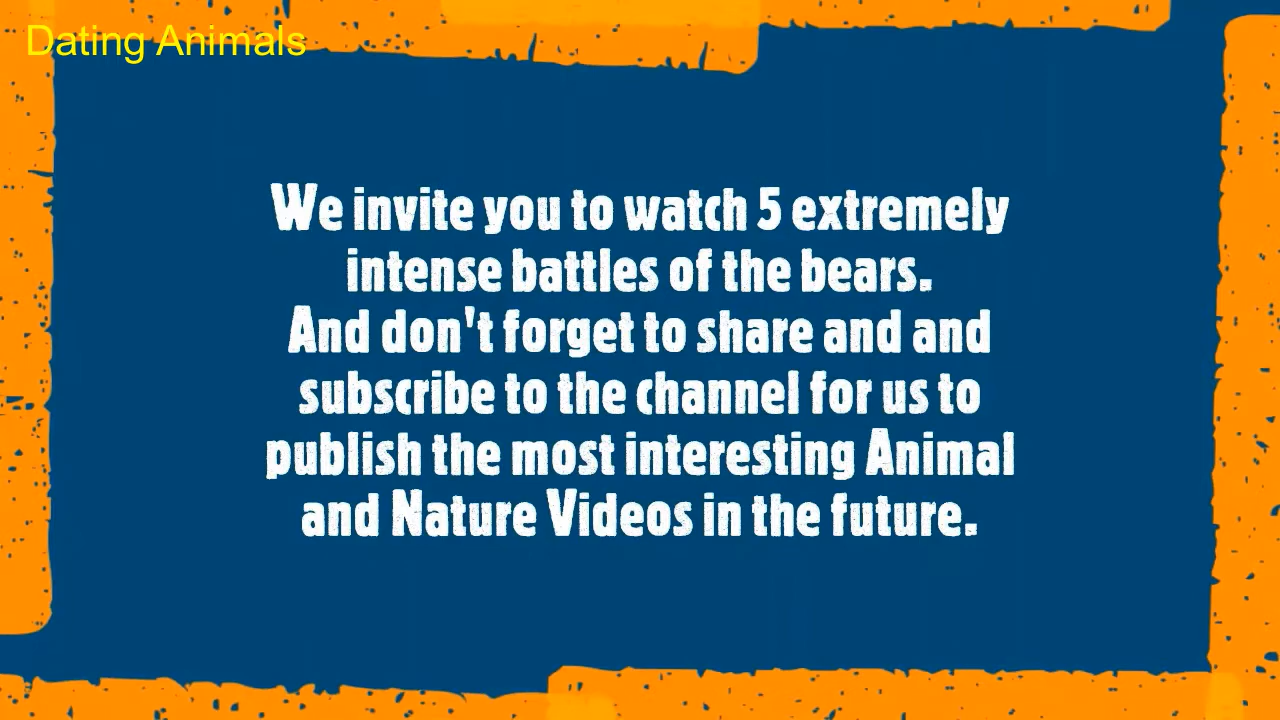 Dating Animals
We invite you to watch 5 extremely
intense battles of the bears.
And don't forget to share and and
subscribe to the channel for us to
publish the most interesting Animal
and Nature Videos in the future.